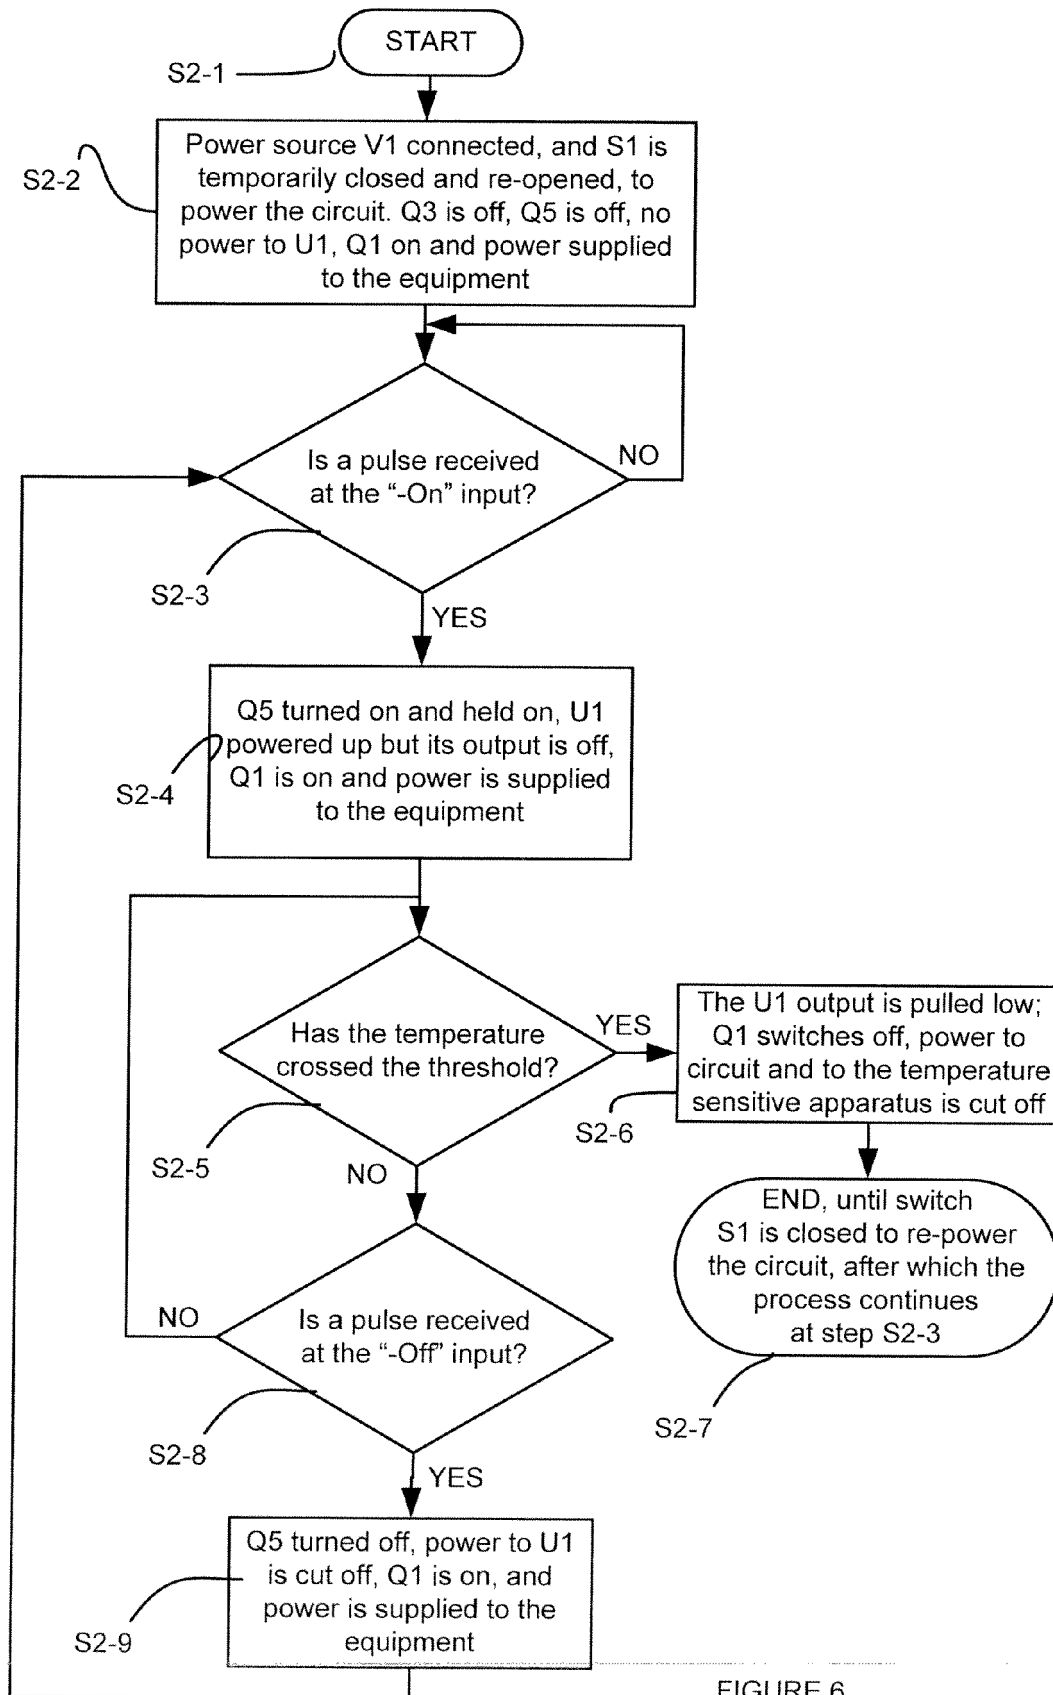 START
S2-1
Power source V1 connected, and S1 is
temporarily closed and re-opened, to
power the circuit. Q3 is off, Q5 is off, no
power to U1, Q1 on and power supplied
to the equipment
S2-2
Is a pulse received
at the “-On” input?
NO
S2-3
YES
Q5 turned on and held on, U1
powered up but its output is off,
Q1 is on and power is supplied
to the equipment
S2-4
Has the temperature
crossed the threshold?
YES
S2-5
NO
The U1 output is pulled low;
Q1 switches off, power to
circuit and to the temperature
sensitive apparatus is cut off
S2-6
END, until switch
S1 is closed to re-power
the circuit, after which the
process continues
at step S2-3
S2-7
NO
Is a pulse received
at the “-Off” input?
S2-8
YES
Q5 turned off, power to U1
is cut off, Q1 is on, and
power is supplied to the
equipment
S2-9
FIGURE 6